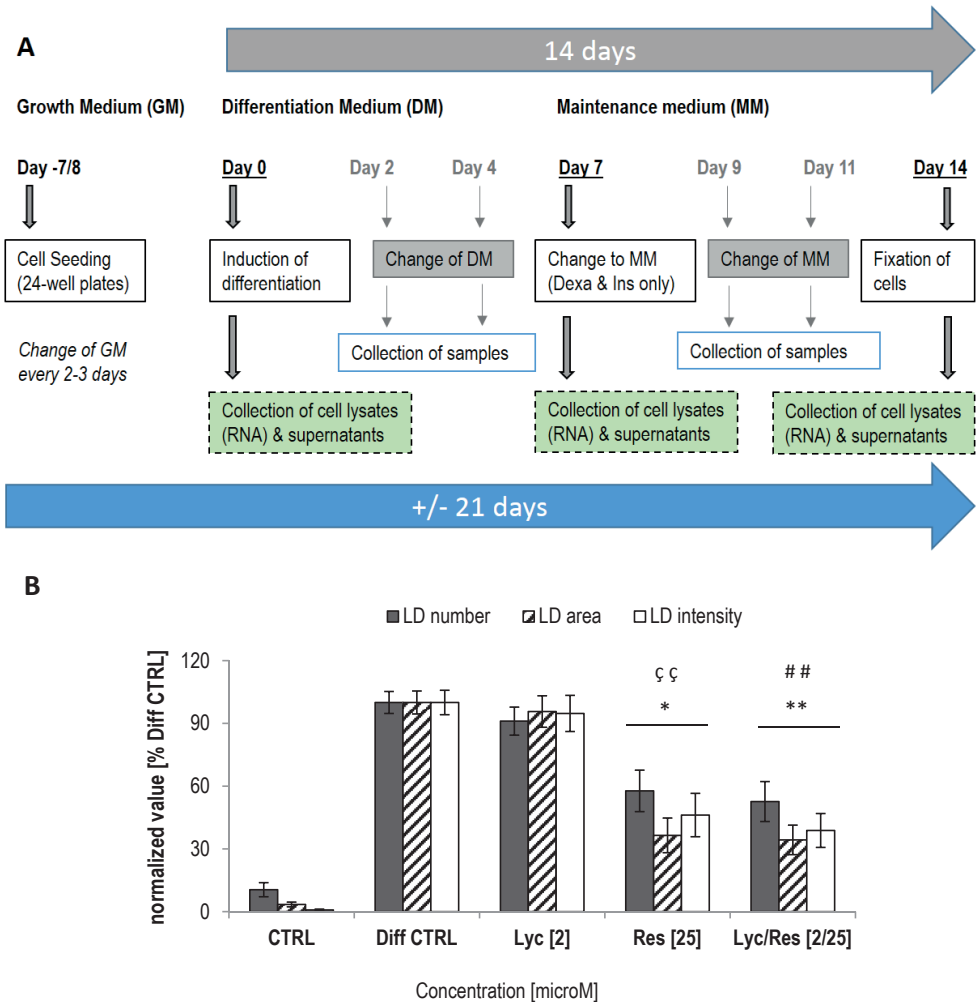 A
14 days
Growth Medium (GM)
Differentiation Medium (DM)
Maintenance medium (MM)
Day -7/8
Day 0
Day 2
Day 4
Day 7
Day 9
Day 11
Day 14
Cell Seeding
(24-well plates)
Induction of
differentiation
Change of DM
Change to MM
(Dexa & Ins only)
Change of MM
Fixation of
cells
Change of GM
every 2-3 days
Collection of samples
Collection of samples
Collection of cell lysates
(RNA) & supernatants
Collection of cell lysates
(RNA) & supernatants
Collection of cell lysates
(RNA) & supernatants
+/- 21 days
B
LD number
LD area
LD intensity
normalized value [% Diff CTRL]
120
90
60
30
0
ç ç
*
# #
**
CTRL
Diff CTRL
Lyc [2]
Res [25]
Lyc/Res [2/25]
Concentration [microM]